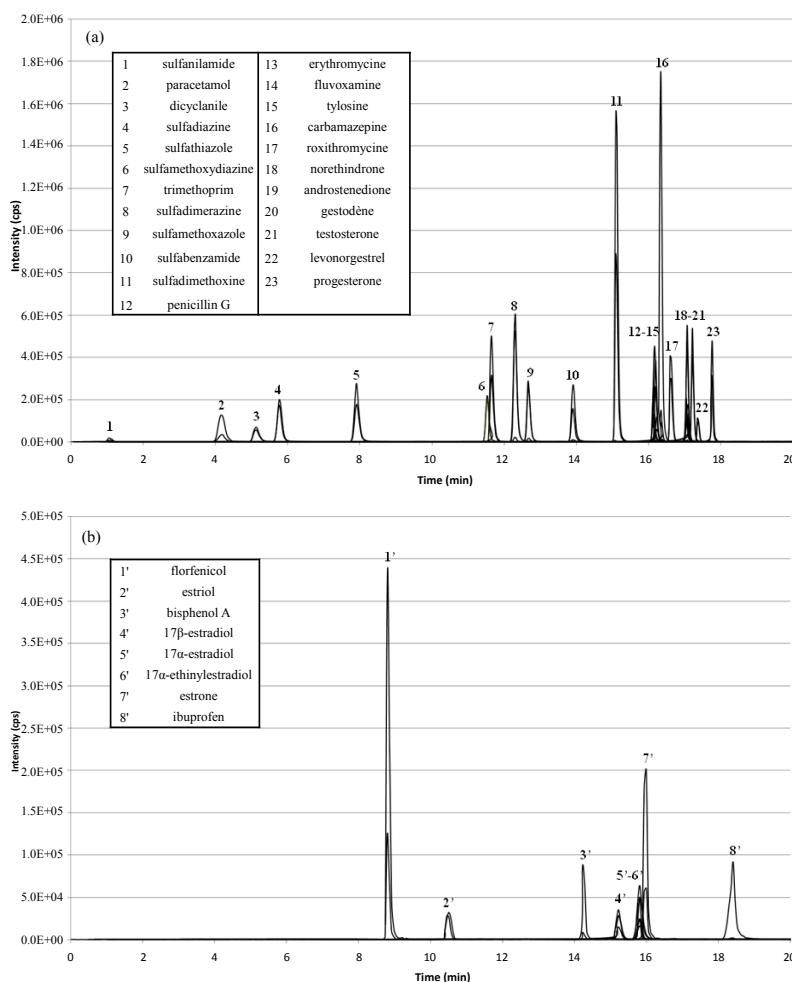 2.0E+06
(a)
1 sulfanilamide 13 erythromycine
2 paracetamol 14 fluvoxamine
3 dicyclanile 15 tylosine
4 sulfadiazine 16 carbamazepine
5 sulfathiazole 17 roxithromycine
6 sulfamethoxydiazine 18 norethindrone
7 trimethoprim 19 androstenedione
8 sulfadimerazine 20 gestodène
9 sulfamethoxazole 21 testosterone
10 sulfabenzamide 22 levonorgestrel
11 sulfadimethoxine 23 progesterone
12 penicillin G
1.8E+06
1.6E+06
1.4E+06
1.2E+06
1.0E+06
8.0E+05
6.0E+05
4.0E+05
2.0E+05
0.0E+00
Intensity (cps)
1
2
3
4
5
6
7
8
9
10
11
12-15
16
17
18-21
22
23
0 2 4 6 8 10 12 14 16 18 20
Time (min)
5.0E+05
(b)
1' florfenicol
2' estriol
3' bisphenol A
4' 17β-estradiol
5' 17α-estradiol
6' 17α-ethinylestradiol
7' estrone
8' ibuprofen
4.5E+05
4.0E+05
3.5E+05
3.0E+05
2.5E+05
2.0E+05
1.5E+05
1.0E+05
5.0E+04
0.0E+00
Intensity (cps)
1'
2'
3'
4'
5'-6'
7'
8'
0 2 4 6 8 10 12 14 16 18 20
Time (min)